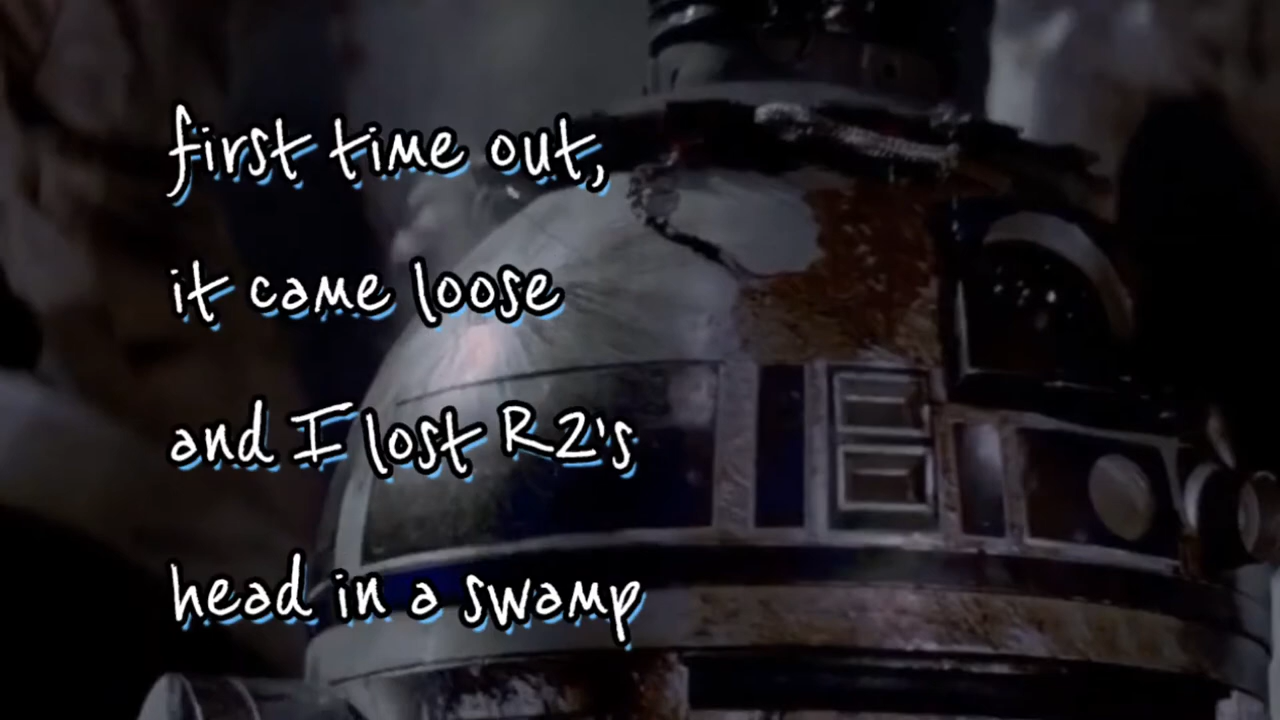 first time out,
it came loose
and I lost R2's
head in a swamp